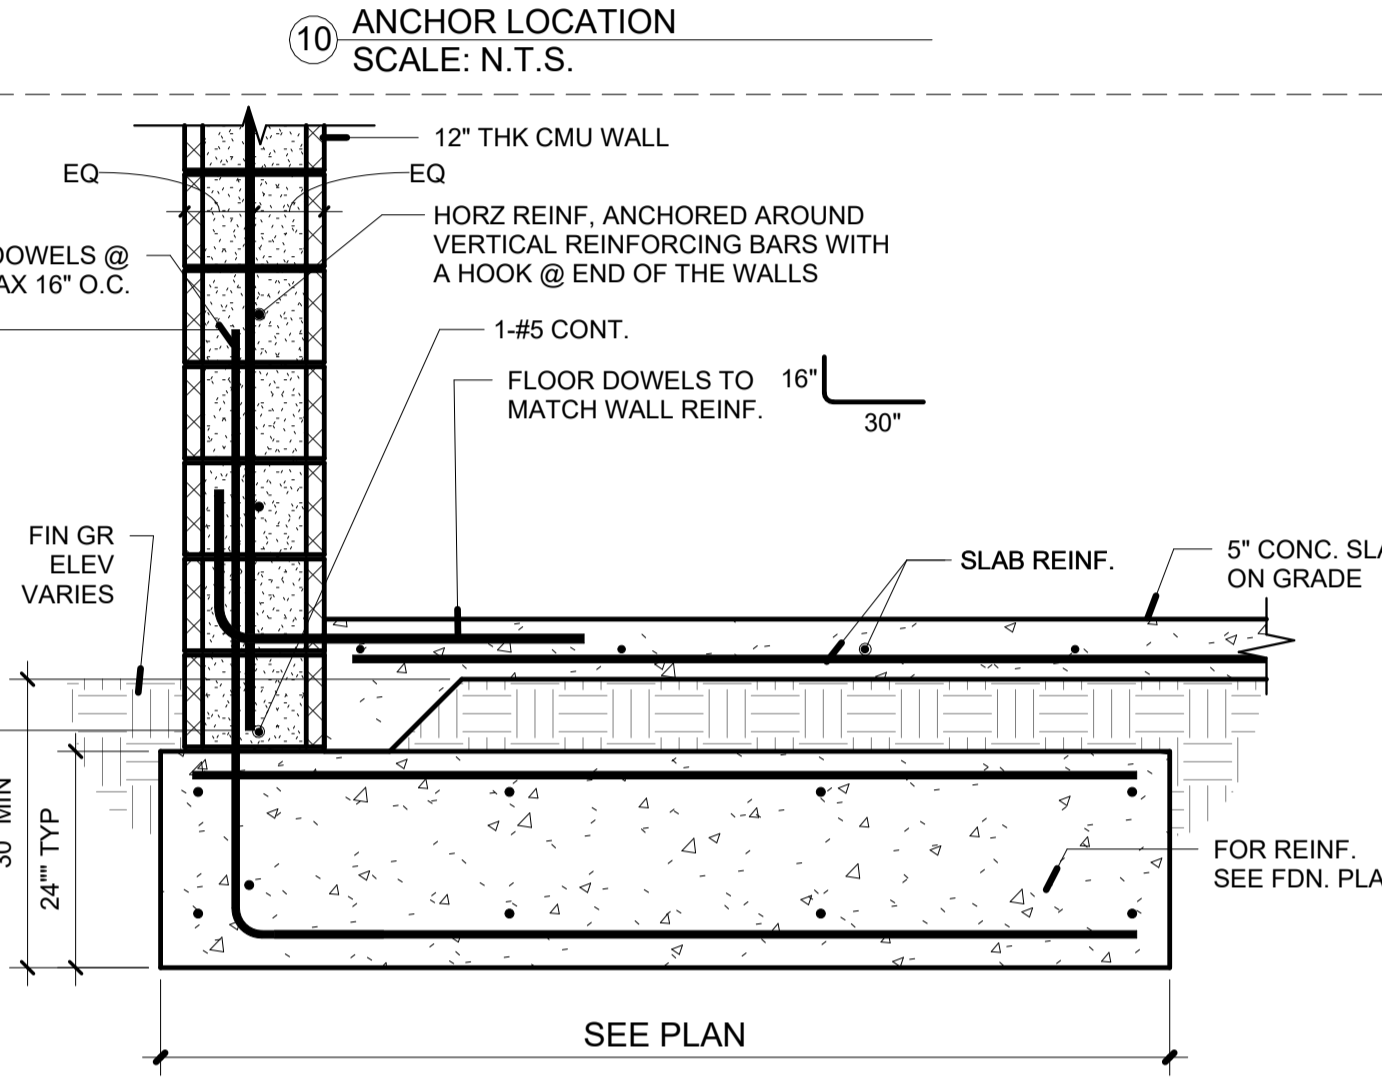 10
ANCHOR LOCATION
SCALE: N.T.S.
12" THK CMU WALL
EQ
EQ
HORZ REINF, ANCHORED AROUND
VERTICAL REINFORCING BARS WITH
A HOOK @ END OF THE WALLS
DOWELS @
AX 16" O.C.
1-#5 CONT.
FLOOR DOWELS TO
MATCH WALL REINF.
16"
30"
FIN GR
ELEV
VARIES
SLAB REINF.
5" CONC. SLA
ON GRADE
30" MIN
24"" TYP
FOR REINF.
SEE FDN. PLA
SEE PLAN